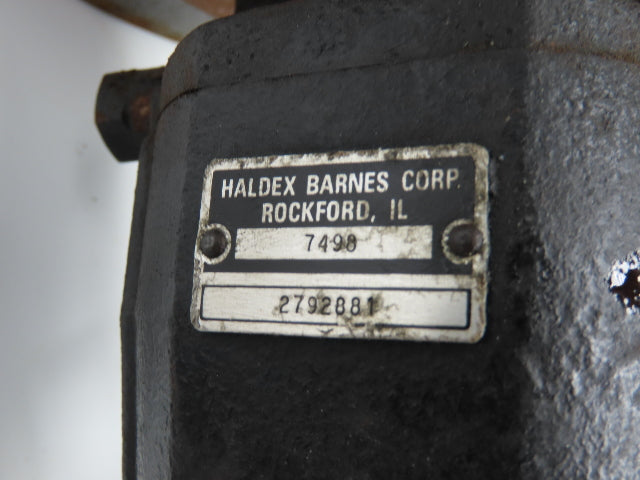 HALDEX BARNES CORP.
ROCKFORD, IL
7498
2792881